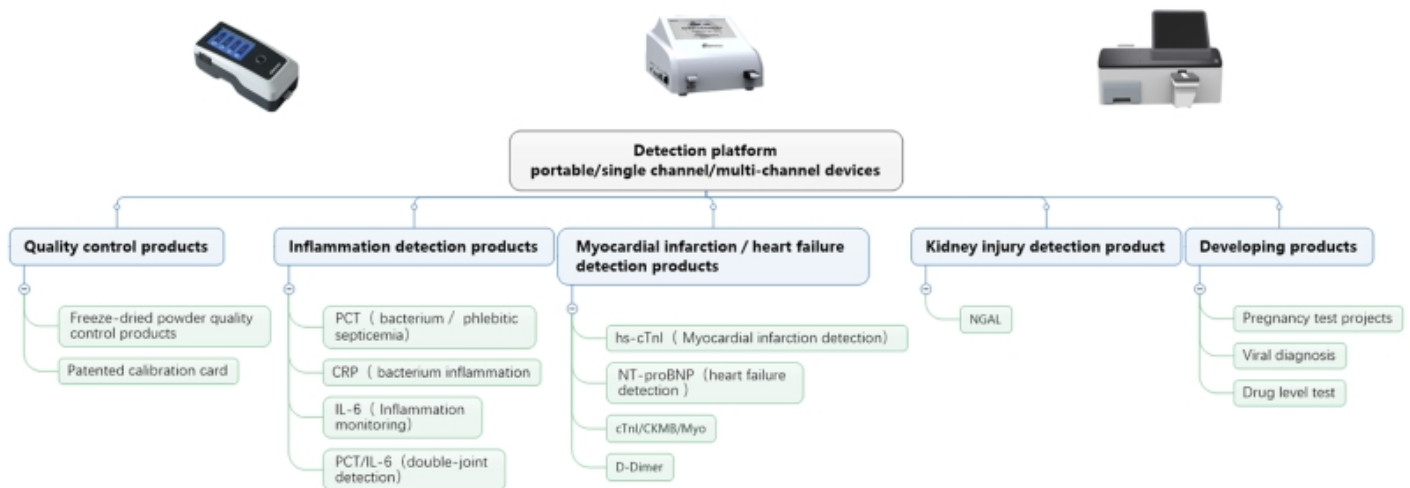 Detection platform
portable/single channel/multi-channel devices
Quality control products
Freeze-dried powder quality
control products
Patented calibration card
Inflammation detection products
PCT（ bacterium / phlebitic
septicemia）
CRP（ bacterium inflammation
IL-6（ Inflammation
monitoring）
PCT/IL-6（double-joint
detection）
Myocardial infarction / heart failure
detection products
hs-cTnI（ Myocardial infarction detection）
NT-proBNP（heart failure
detection ）
cTnI/CKMB/Myo
D-Dimer
Kidney injury detection product
NGAL
Developing products
Pregnancy test projects
Viral diagnosis
Drug level test